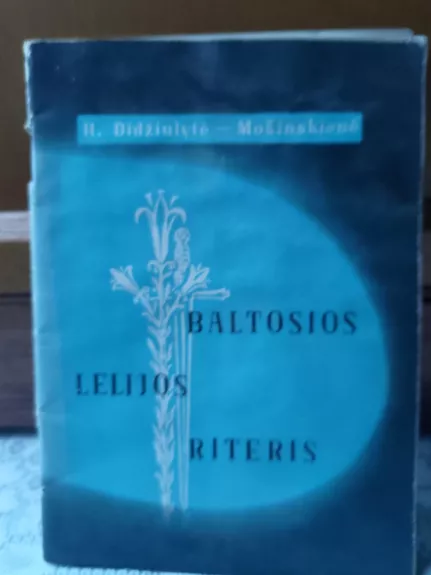 H. Didžiulytė – Mošinskienė
BALTOSIOS
LELIJOS
RITERIS